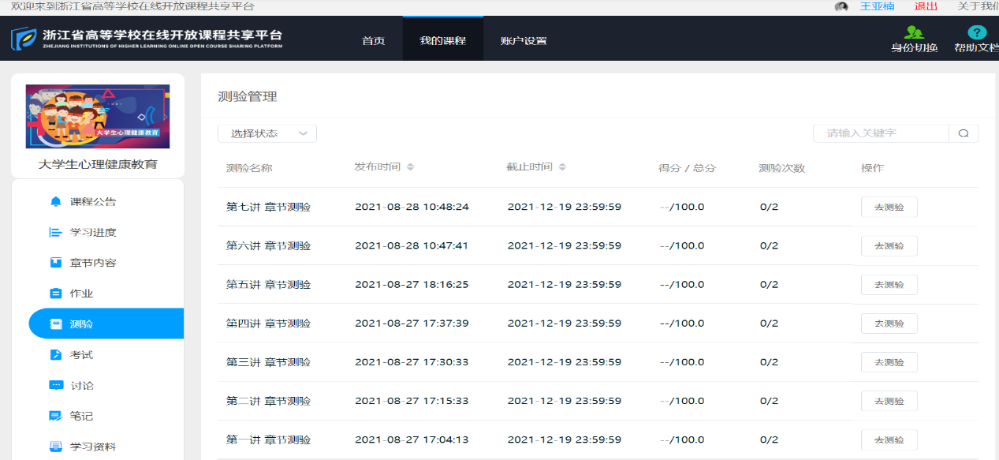 欢迎来到浙江省高等学校在线开放课程共享平台
王亚楠 退出 关于我们
浙江省高等学校在线开放课程共享平台
ZHEJIANG INSTITUTIONS OF HIGHER LEARNING ONLINE OPEN COURSE SHARING PLATFORM
首页 我的课程 账户设置
身份切换 帮助文档
大学生心理健康教育
大学生心理健康教育
课程公告
学习进度
章节内容
作业
测验
考试
讨论
笔记
学习资料
测验管理
选择状态 请输入关键字
测验名称 发布时间 截止时间 得分 / 总分 测验次数 操作
第七讲 章节测验 2021-08-28 10:48:24 2021-12-19 23:59:59 --/100.0 0/2 去测验
第六讲 章节测验 2021-08-28 10:47:41 2021-12-19 23:59:59 --/100.0 0/2 去测验
第五讲 章节测验 2021-08-27 18:16:25 2021-12-19 23:59:59 --/100.0 0/2 去测验
第四讲 章节测验 2021-08-27 17:37:39 2021-12-19 23:59:59 --/100.0 0/2 去测验
第三讲 章节测验 2021-08-27 17:30:33 2021-12-19 23:59:59 --/100.0 0/2 去测验
第二讲 章节测验 2021-08-27 17:15:33 2021-12-19 23:59:59 --/100.0 0/2 去测验
第一讲 章节测验 2021-08-27 17:04:13 2021-12-19 23:59:59 --/100.0 0/2 去测验